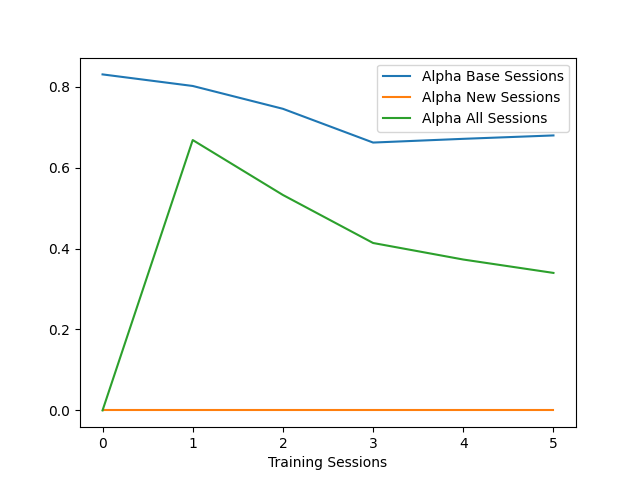 Alpha Base Sessions
Alpha New Sessions
Alpha All Sessions
0.8
0.6
0.4
0.2
0.0
0 1 2 3 4 5
Training Sessions